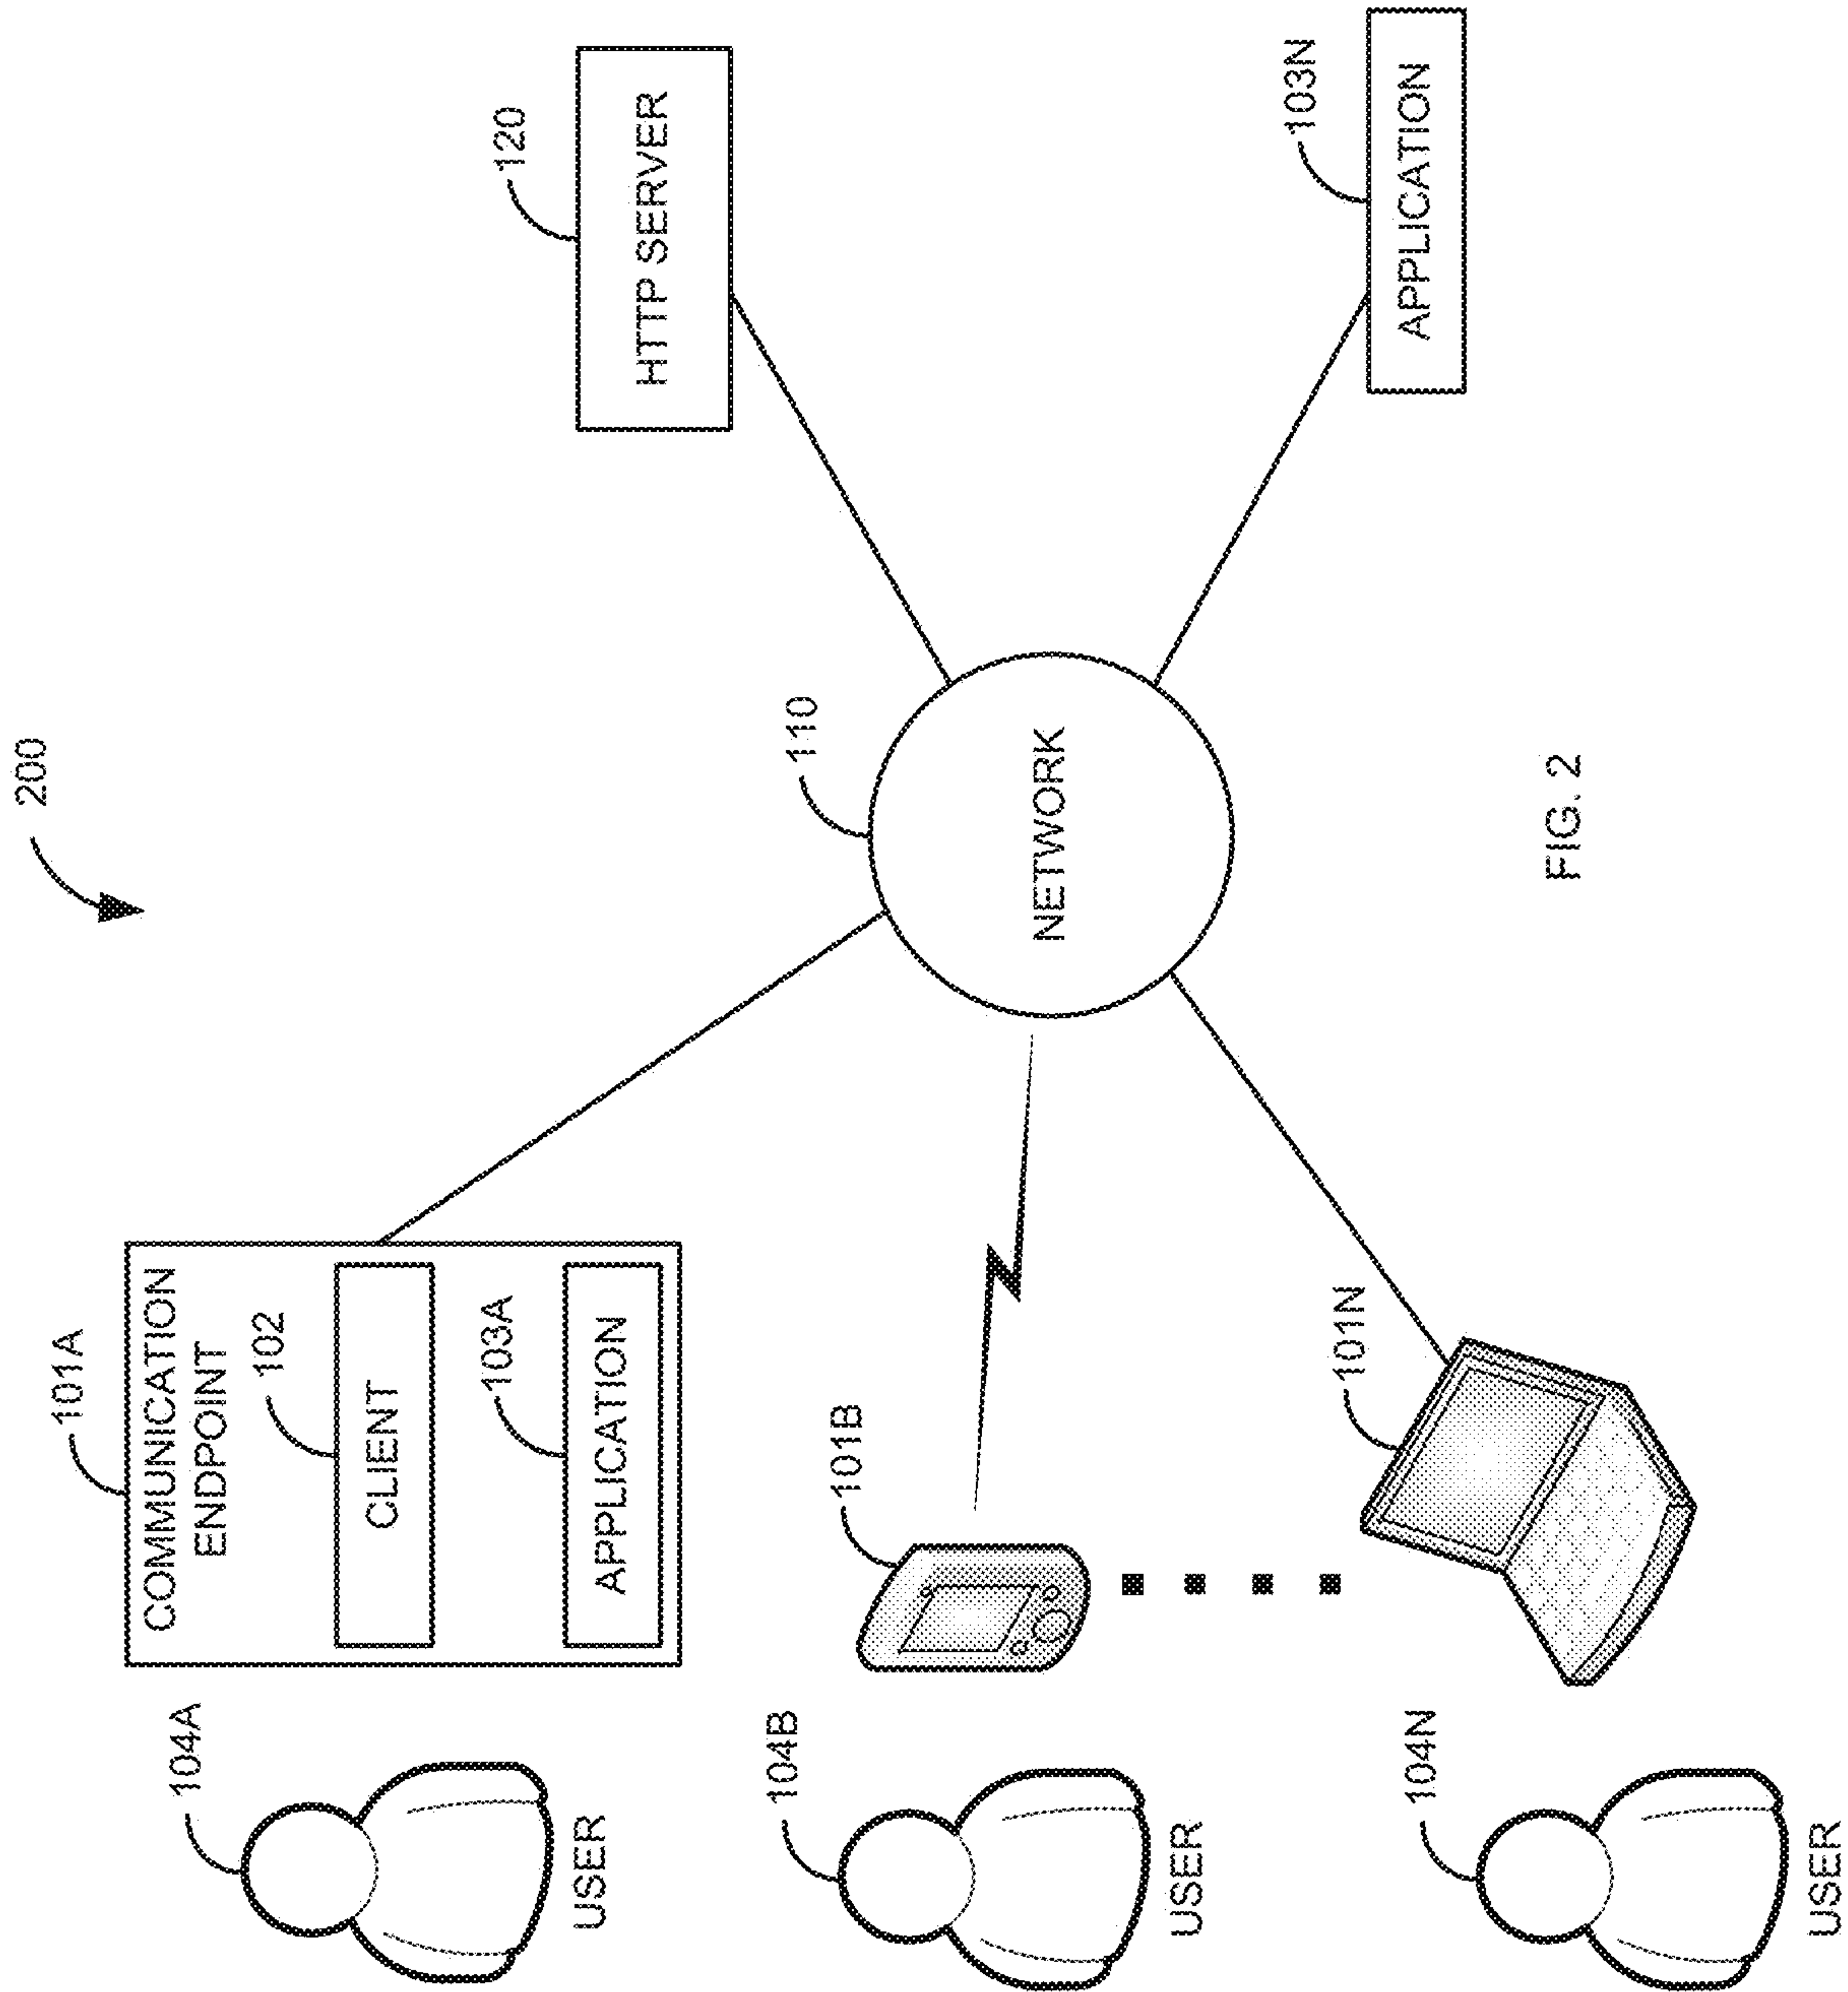 200
104A
USER
101A
COMMUNICATION
ENDPOINT
102
CLIENT
103A
APPLICATION
120
HTTP SERVER
110
NETWORK
104B
USER
101B
103N
APPLICATION
104N
USER
101N
FIG. 2